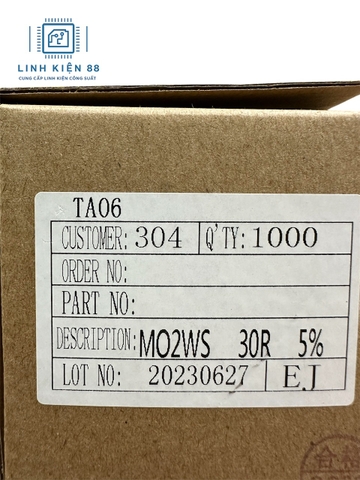 LINH KIỆN 88
CUNG CẤP LINH KIỆN CÔNG SUẤT
TA06
CUSTOMER: 304 Q'TY: 1000
ORDER NO:
PART NO:
DESCRIPTION: MO2WS 30R 5%
LOT NO: 20230627 EJ